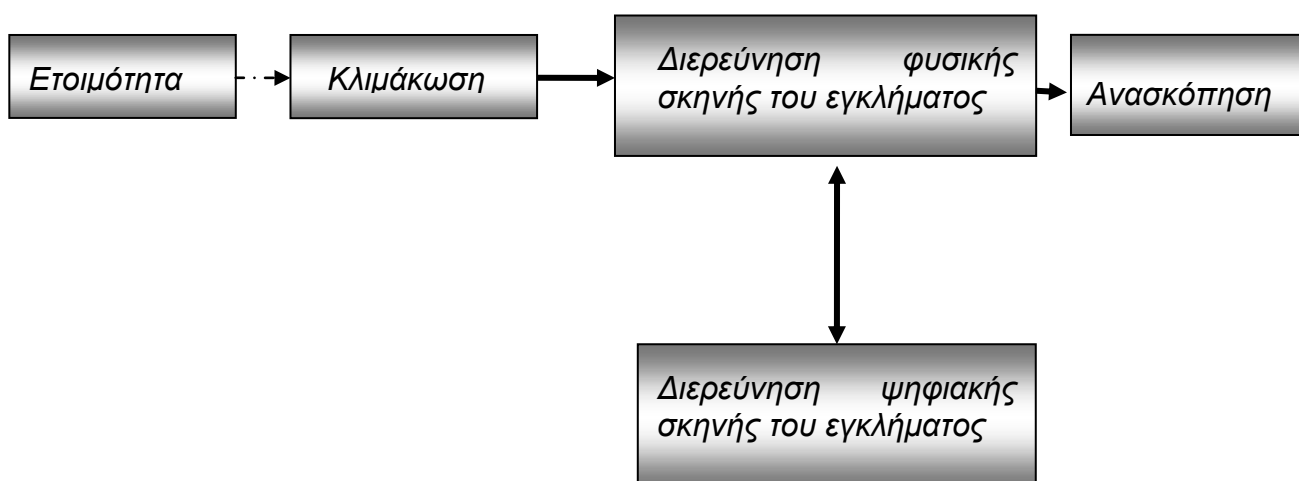 Ετοιμότητα
Κλιμάκωση
Διερεύνηση φυσικής
σκηνής του εγκλήματος
Ανασκόπηση
Διερεύνηση ψηφιακής
σκηνής του εγκλήματος